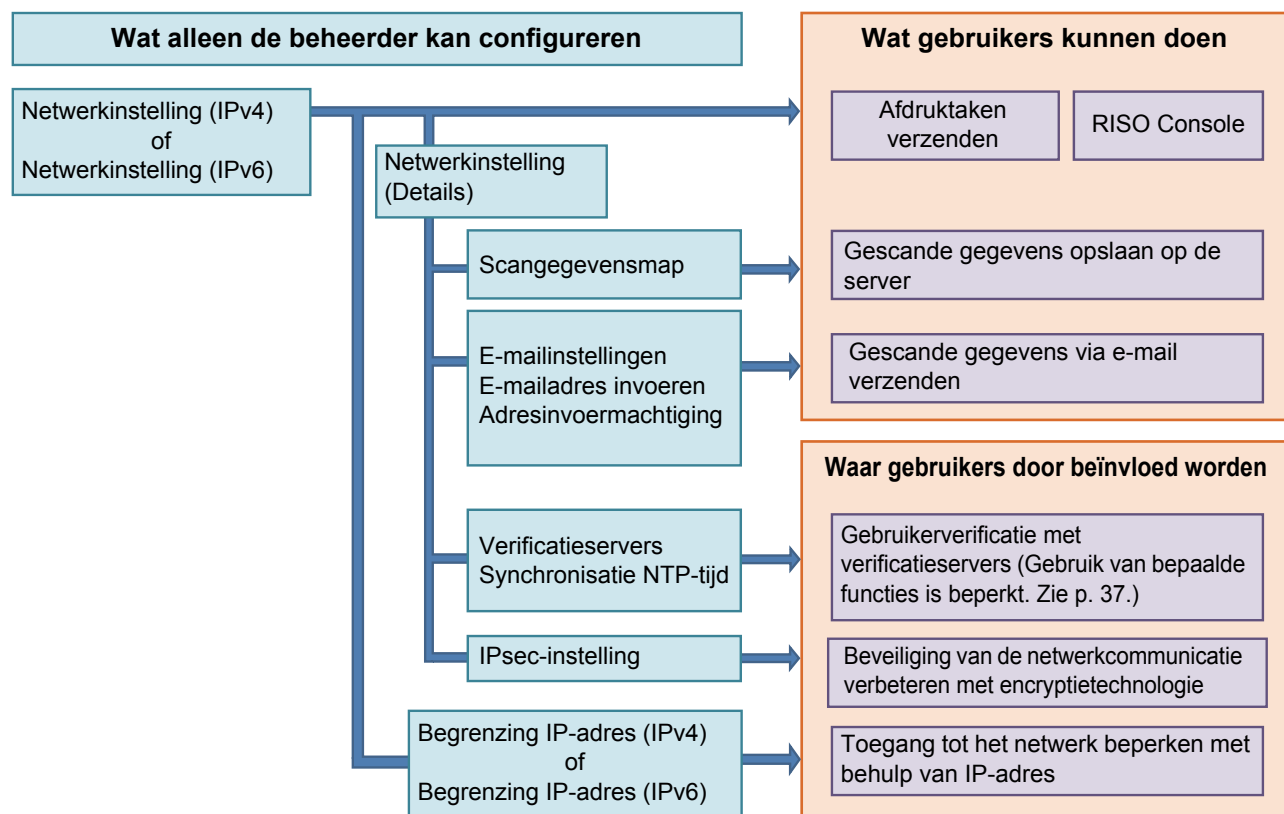 Wat alleen de beheerder kan configureren
Netwerkinstelling (IPv4)
of
Netwerkinstelling (IPv6)
Netwerkinstelling
(Details)
Scangegevensmap
E-mailinstellingen
E-mailadres invoeren
Adresinvoermachtiging
Verificatieservers
Synchronisatie NTP-tijd
IPsec-instelling
Begrenzing IP-adres (IPv4)
of
Begrenzing IP-adres (IPv6)
Wat gebruikers kunnen doen
Afdruktaken
verzenden
RISO Console
Gescande gegevens opslaan op de
server
Gescande gegevens via e-mail
verzenden
Waar gebruikers door beïnvloed worden
Gebruikerverificatie met
verificatieservers (Gebruik van bepaalde
functies is beperkt. Zie p. 37.)
Beveiliging van de netwerkcommunicatie
verbeteren met encryptietechnologie
Toegang tot het netwerk beperken met
behulp van IP-adres